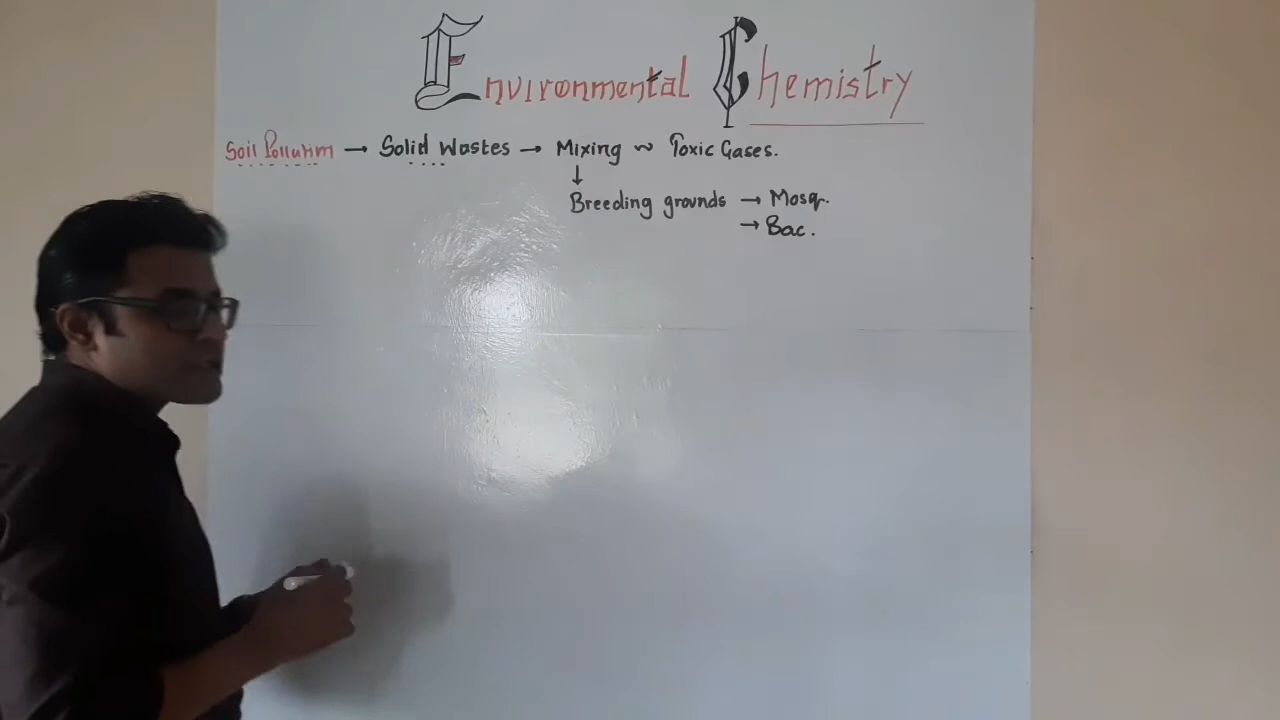 Environmental Chemistry
Soil Pollution → Solid Wastes → Mixing ~ Toxic Gases.
↓
Breeding grounds → Mosq.
→ Bac.